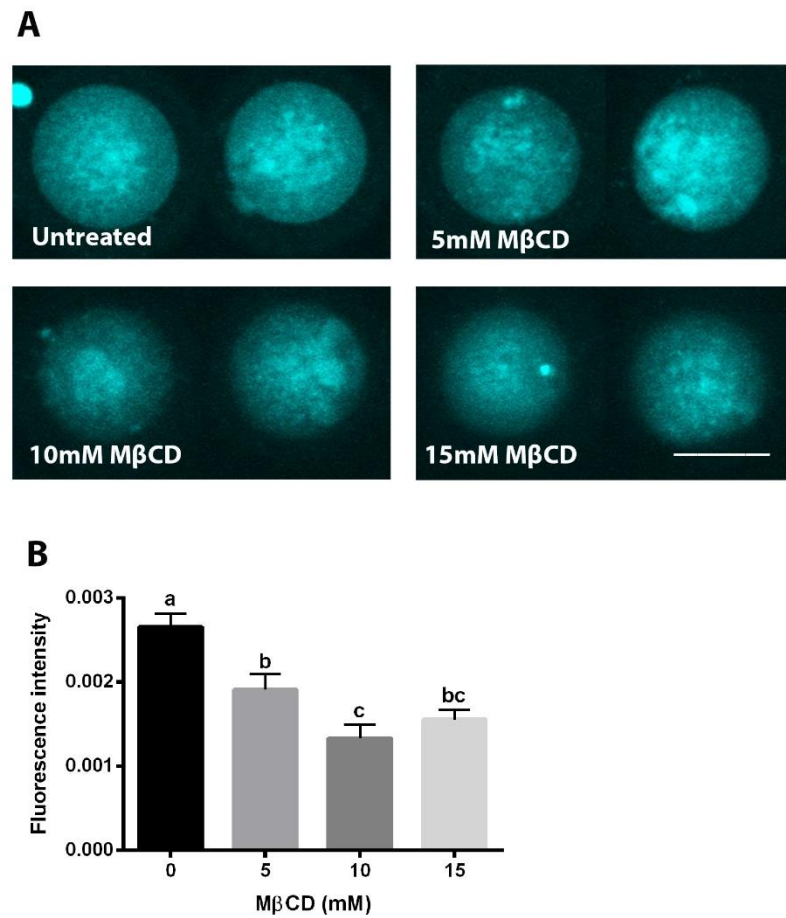 A
Untreated
5mM MβCD
10mM MβCD
15mM MβCD
B
Fluorescence intensity
0.003
0.002
0.001
0.000
a
b
c
bc
0
5
10
15
MβCD (mM)